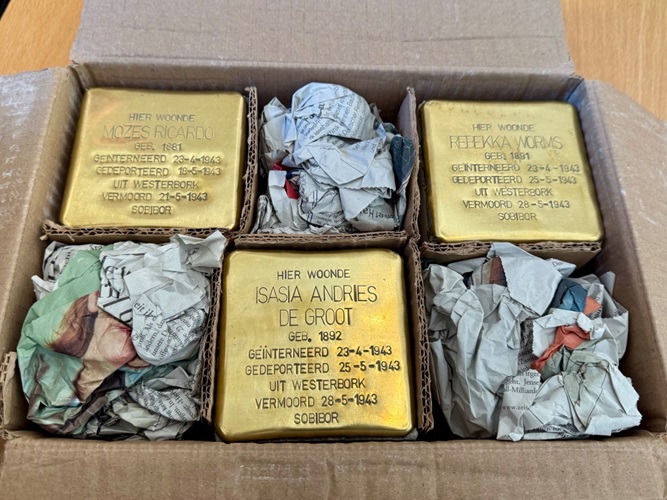 HIER WOONDE
MOZES RICARDO
GEB. 1881
GEÏNTERNEERD 23-4-1943
GEDEPORTEERD 18-5-1943
UIT WESTERBORK
VERMOORD 21-5-1943
SOBIBOR
HIER WOONDE
REBEKKA WORMS
GEB. 1891
GEÏNTERNEERD 23-4-1943
GEDEPORTEERD 25-5-1943
UIT WESTERBORK
VERMOORD 28-5-1943
SOBIBOR
HIER WOONDE
ISASIA ANDRIES
DE GROOT
GEB. 1892
GEÏNTERNEERD 23-4-1943
GEDEPORTEERD 25-5-1943
UIT WESTERBORK
VERMOORD 28-5-1943
SOBIBOR